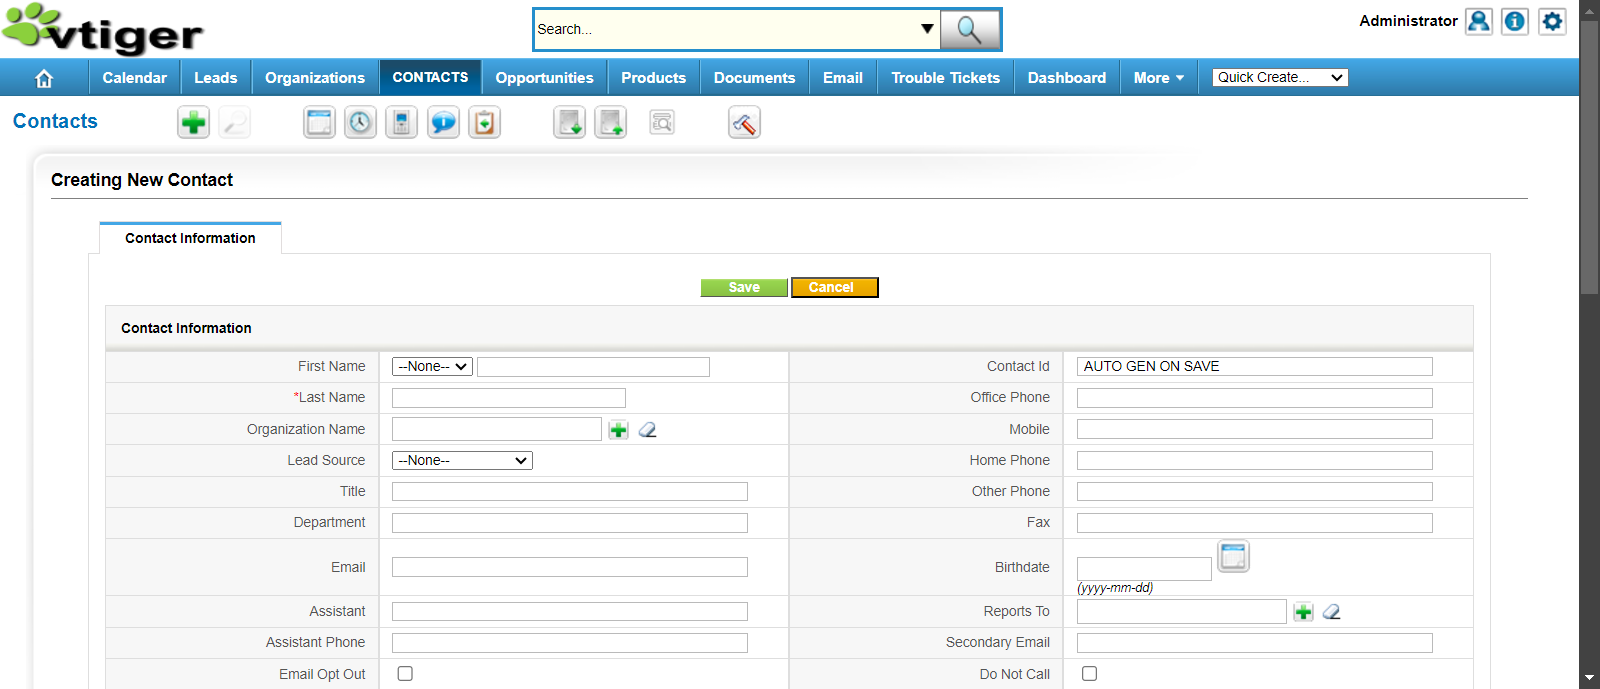 vtiger
Search...
Administrator
Calendar Leads Organizations CONTACTS Opportunities Products Documents Email Trouble Tickets Dashboard More Quick Create...
Contacts
Creating New Contact
Contact Information
Save Cancel
Contact Information
First Name --None-- Contact Id AUTO GEN ON SAVE
*Last Name Office Phone
Organization Name Mobile
Lead Source --None-- Home Phone
Title Other Phone
Department Fax
Email Birthdate
(yyyy-mm-dd)
Assistant Reports To
Assistant Phone Secondary Email
Email Opt Out Do Not Call